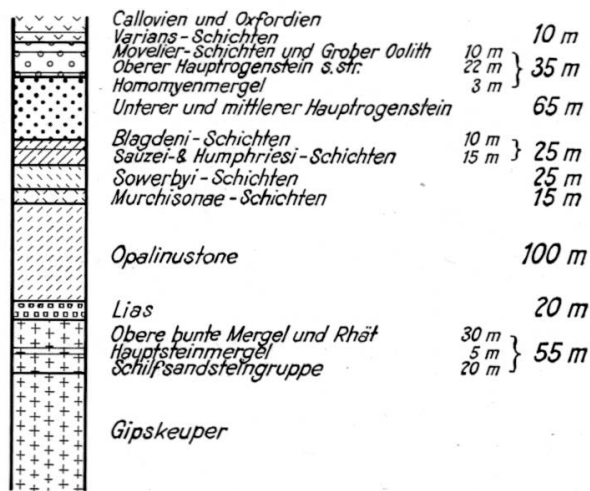 Callovien und Oxfordien
Varians-Schichten 10 m
Movelier-Schichten und Grober Oolith 10 m
Oberer Hauptrogenstein s.str. 22 m } 35 m
Homomyenmergel 3 m
Unterer und mittlerer Hauptrogenstein 65 m
Blagdeni-Schichten 10 m
Sauzei-& Humphriesi-Schichten 15 m } 25 m
Sowerbyi-Schichten 25 m
Murchisonae-Schichten 15 m
Opalinustone 100 m
Lias 20 m
Obere bunte Mergel und Rhät 30 m
Hauptsteinmergel 5 m } 55 m
Schilfsandsteingruppe 20 m
Gipskeuper